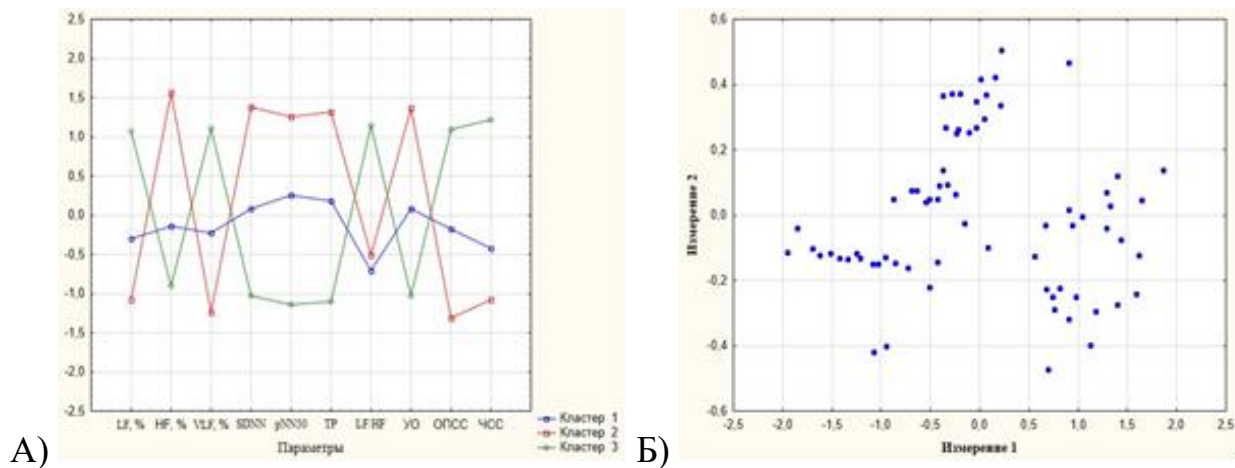 2.5
2.0
1.5
1.0
0.5
0.0
-0.5
-1.0
-1.5
-2.0
-2.5
LF, % HF, % VLF, % SDNN pNN50 TP LF HF УО ОПСС ЧСС
Параметры
Кластер 1
Кластер 2
Кластер 3
А)
0,6
0,4
0,2
0,0
-0,2
-0,4
-0,6
Измерение 2
-2,5 -2,0 -1,5 -1,0 -0,5 0,0 0,5 1,0 1,5 2,0 2,5
Измерение 1
Б)